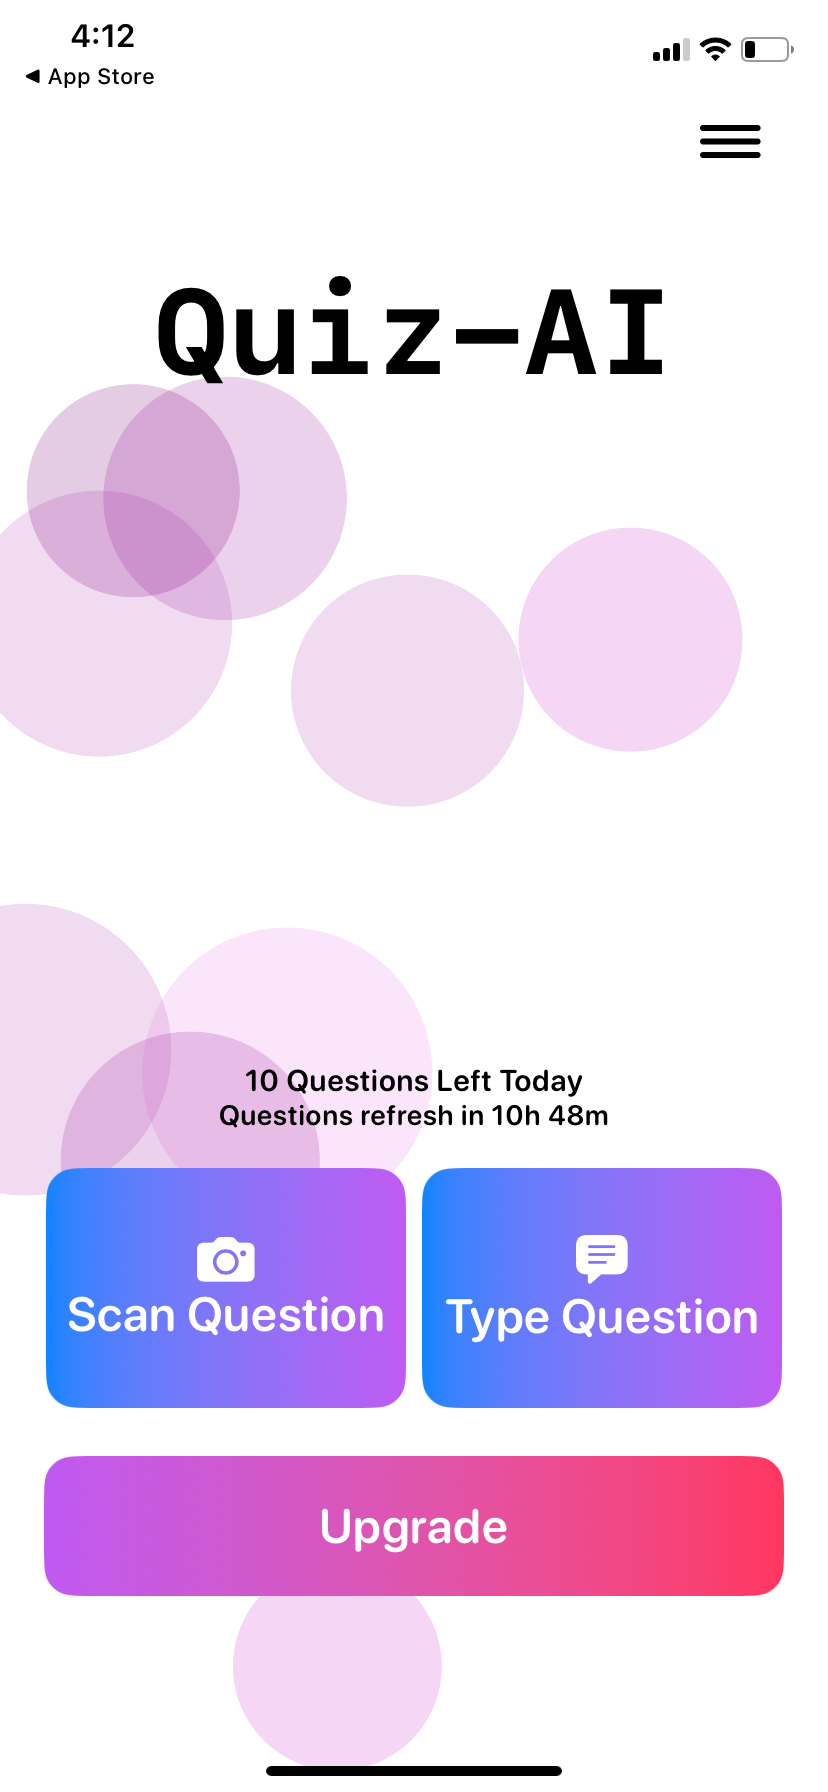 4:12
App Store
Quiz-AI
10 Questions Left Today
Questions refresh in 10h 48m
Scan Question
Type Question
Upgrade